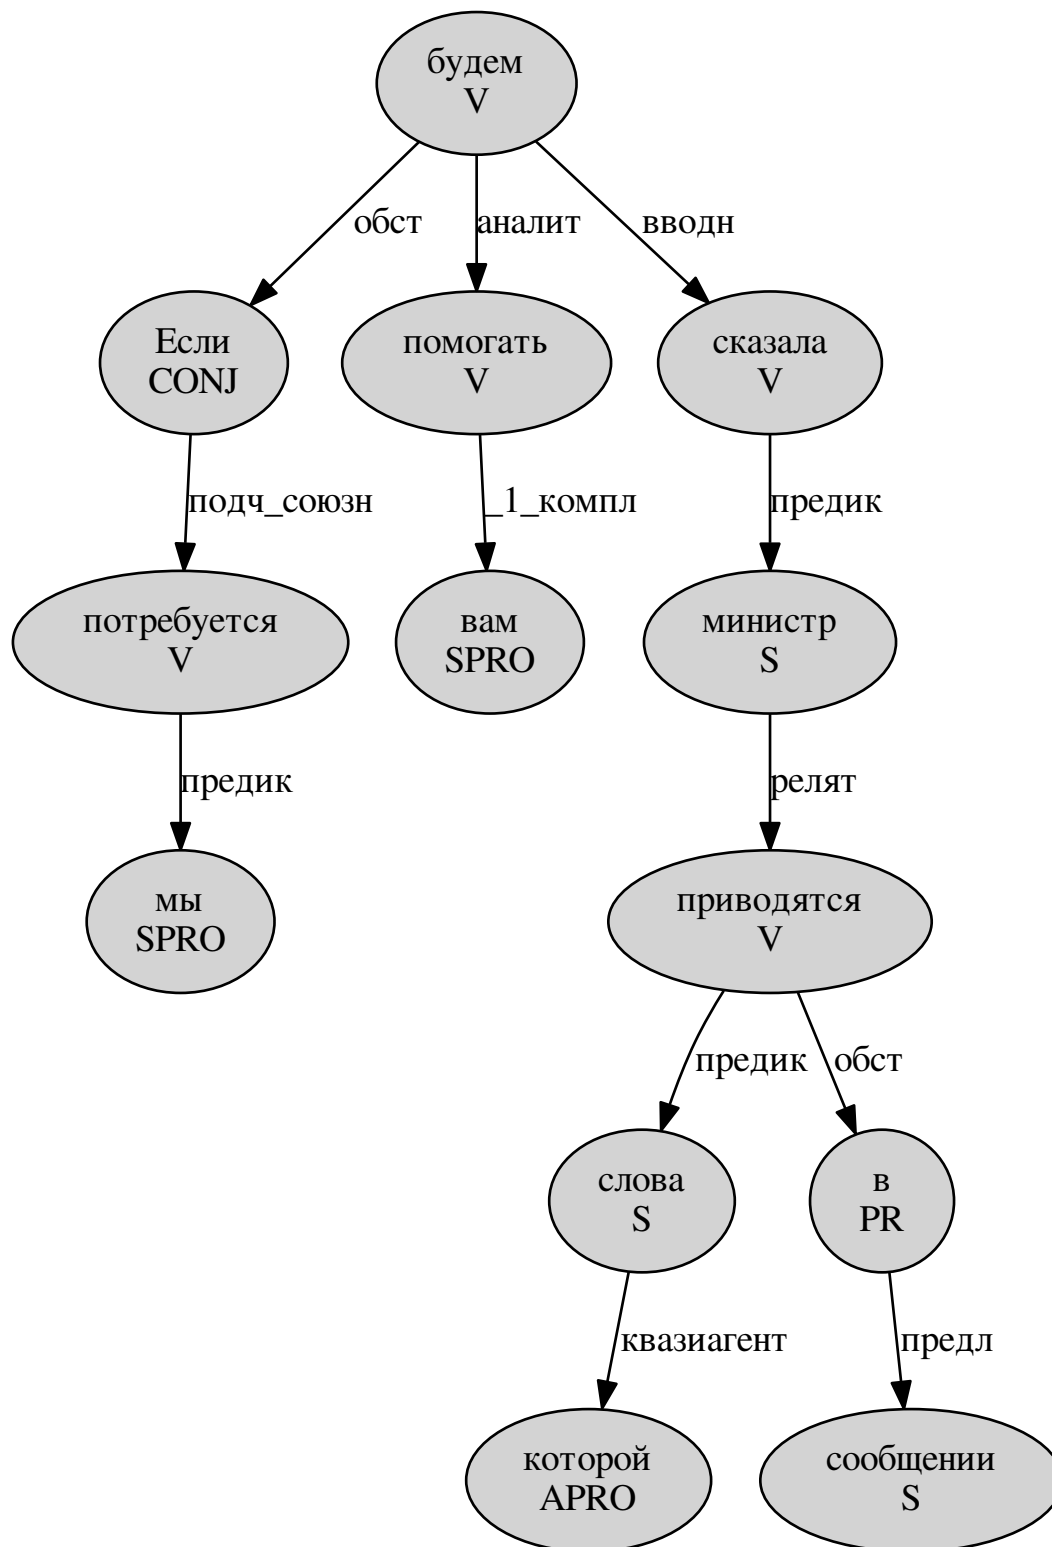 будем
V
обст
аналит
вводн
Если
CONJ
помогать
V
сказала
V
подч_союзн
_1_компл
предик
потребуется
V
вам
SPRO
министр
S
предик
релят
мы
SPRO
приводятся
V
предик
обст
слова
S
в
PR
квазиагент
предл
которой
APRO
сообщении
S